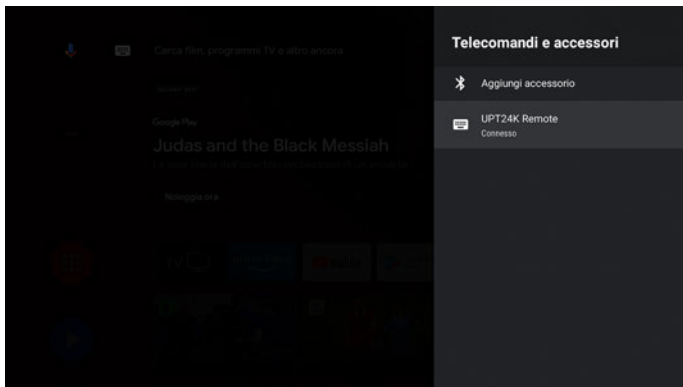 Telecomandi e accessori
Aggiungi accessorio
UPT24K Remote
Connesso
Cerca film, programmi TV e altro ancora
Google Play
Judas and the Black Messiah
Noleggia ora